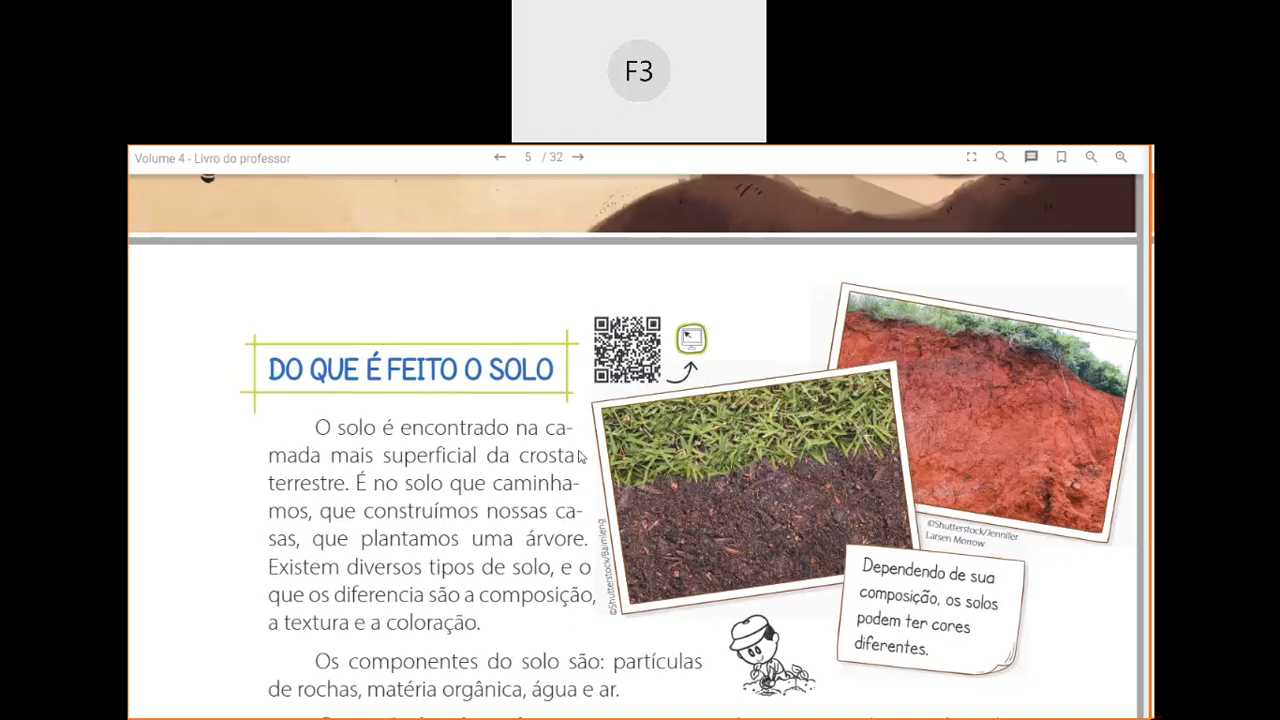 F3
Volume 4 - Livro do professor
5 / 32
DO QUE É FEITO O SOLO
O solo é encontrado na ca-
mada mais superficial da crosta
terrestre. É no solo que caminha-
mos, que construímos nossas ca-
sas, que plantamos uma árvore.
Existem diversos tipos de solo, e o
que os diferencia são a composição,
a textura e a coloração.
Os componentes do solo são: partículas
de rochas, matéria orgânica, água e ar.
©Shutterstock/Baimieng
©Shutterstock/Jennifer
Larsen Morrow
Dependendo de sua
composição, os solos
podem ter cores
diferentes.